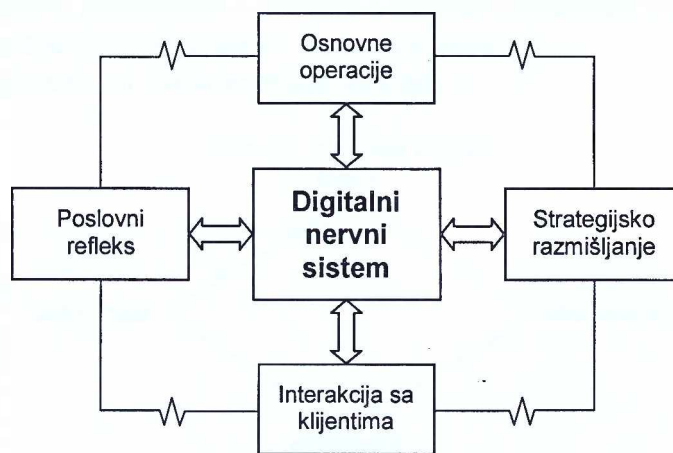 Osnovne
operacije
Poslovni
refleks
Digitalni
nervni
sistem
Strategijsko
razmišljanje
Interakcija sa
klijentima